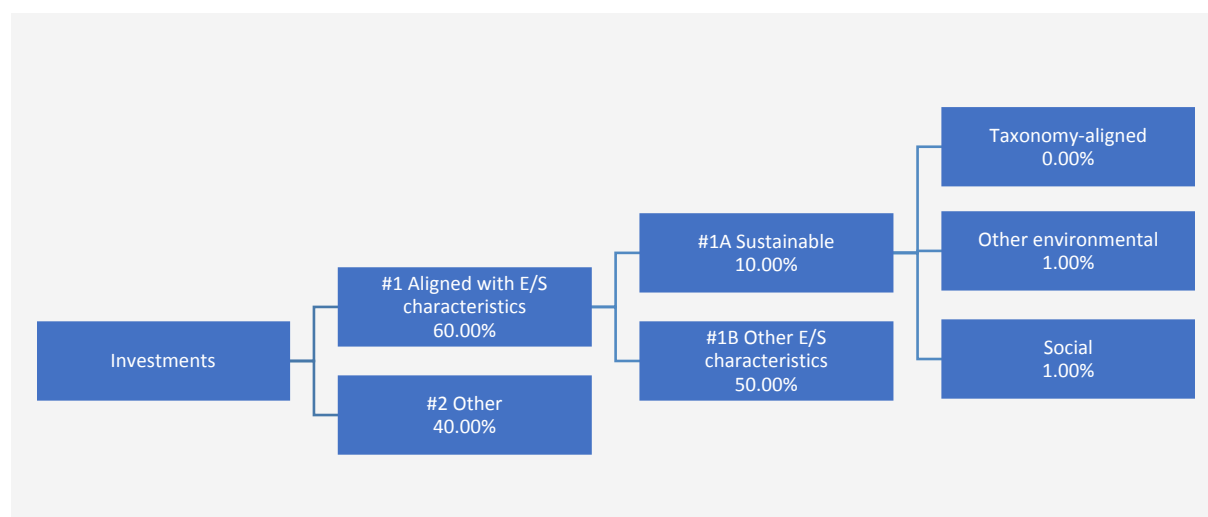 Investments
#1 Aligned with E/S
characteristics
60.00%
#2 Other
40.00%
#1A Sustainable
10.00%
#1B Other E/S
characteristics
50.00%
Taxonomy-aligned
0.00%
Other environmental
1.00%
Social
1.00%